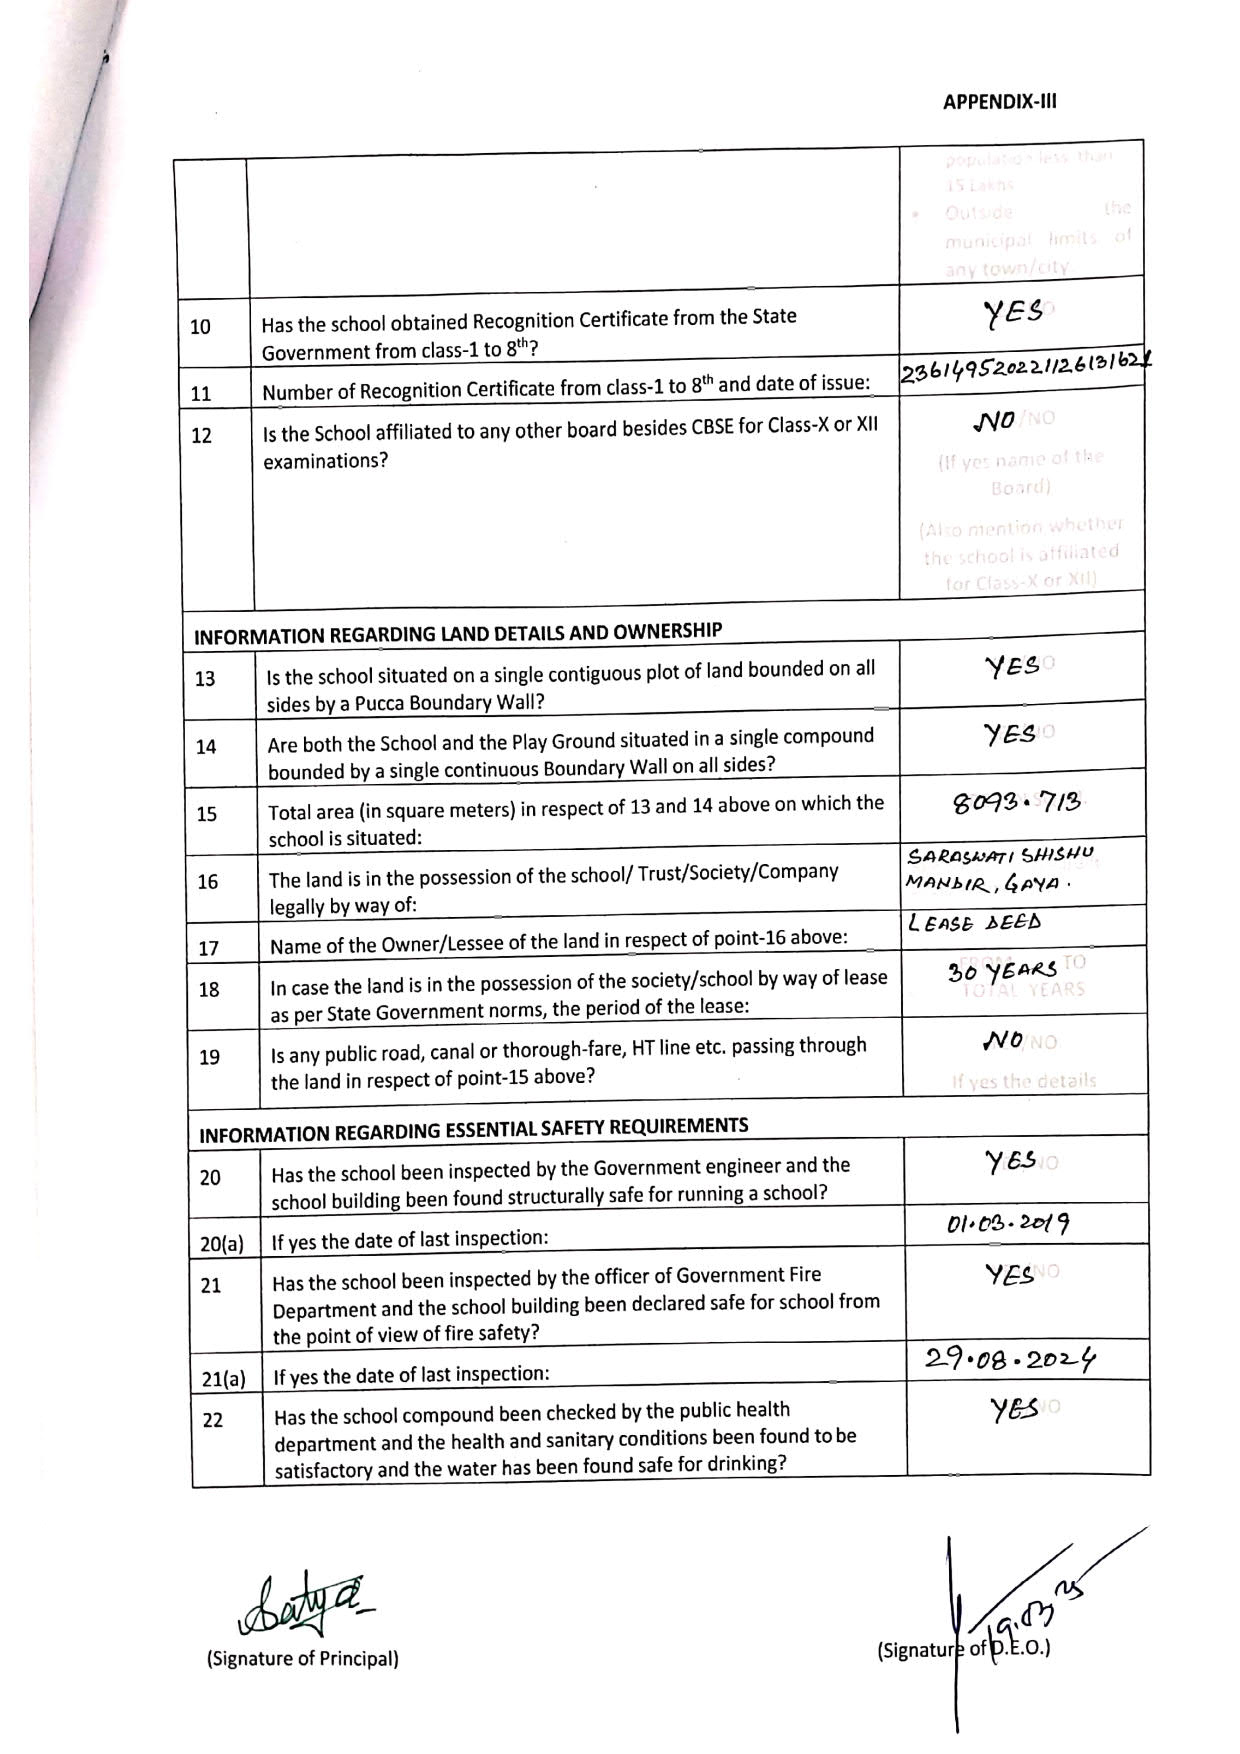 APPENDIX-III
population less than
15 Lakhs
• Outside the
municipal limits of
any town/city
10 Has the school obtained Recognition Certificate from the State YES
Government from class-1 to 8th?
11 Number of Recognition Certificate from class-1 to 8th and date of issue: 23614952022112613162
12 Is the School affiliated to any other board besides CBSE for Class-X or XII NO /NO
examinations?
(If yes name of the
Board)
(Also mention whether
the school is affiliated
for Class-X or XII)
INFORMATION REGARDING LAND DETAILS AND OWNERSHIP
13 Is the school situated on a single contiguous plot of land bounded on all YES
sides by a Pucca Boundary Wall?
14 Are both the School and the Play Ground situated in a single compound YES
bounded by a single continuous Boundary Wall on all sides?
15 Total area (in square meters) in respect of 13 and 14 above on which the 8093.713
school is situated:
16 The land is in the possession of the school/ Trust/Society/Company SARASWATI SHISHU
legally by way of: MANDIR, GAYA.
17 Name of the Owner/Lessee of the land in respect of point-16 above: LEASE DEED
18 In case the land is in the possession of the society/school by way of lease 30 YEARS TO
as per State Government norms, the period of the lease: TOTAL YEARS
19 Is any public road, canal or thorough-fare, HT line etc. passing through NO /NO
the land in respect of point-15 above? If yes the details
INFORMATION REGARDING ESSENTIAL SAFETY REQUIREMENTS
20 Has the school been inspected by the Government engineer and the YES
school building been found structurally safe for running a school?
20(a) If yes the date of last inspection: 01.03.2019
21 Has the school been inspected by the officer of Government Fire YES /NO
Department and the school building been declared safe for school from
the point of view of fire safety?
21(a) If yes the date of last inspection: 29.08.2024
22 Has the school compound been checked by the public health YES
department and the health and sanitary conditions been found to be
satisfactory and the water has been found safe for drinking?
Satya
19.03.25
(Signature of Principal) (Signature of D.E.O.)